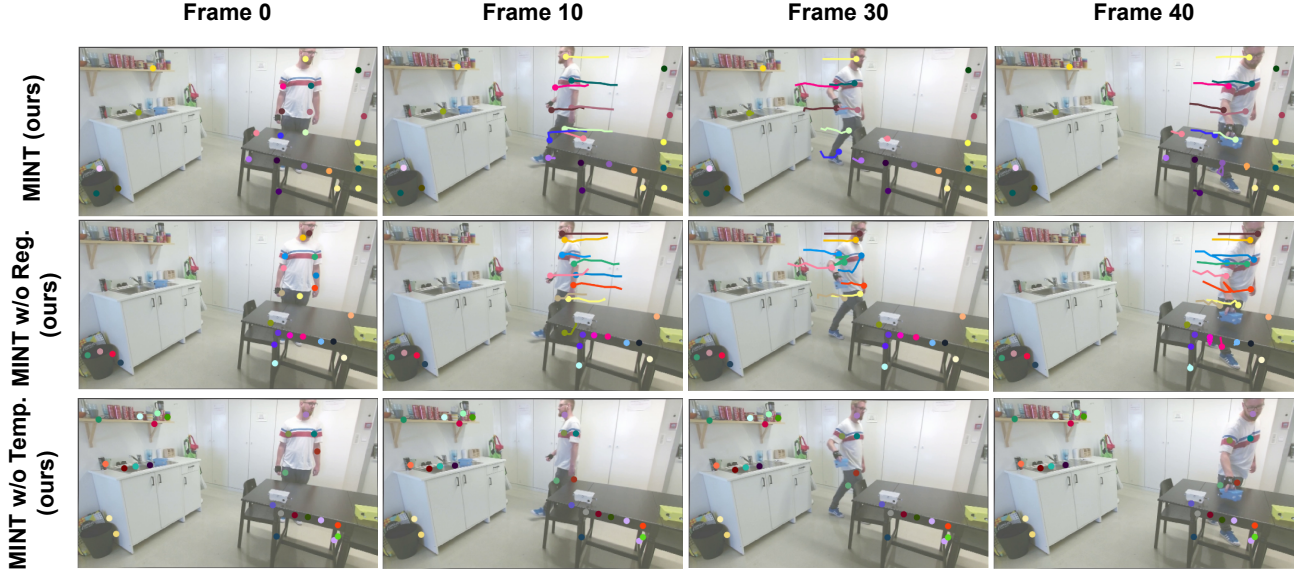 Frame 0
Frame 10
Frame 30
Frame 40
MINT (ours)
MINT w/o Reg.
(ours)
MINT w/o Temp.
(ours)